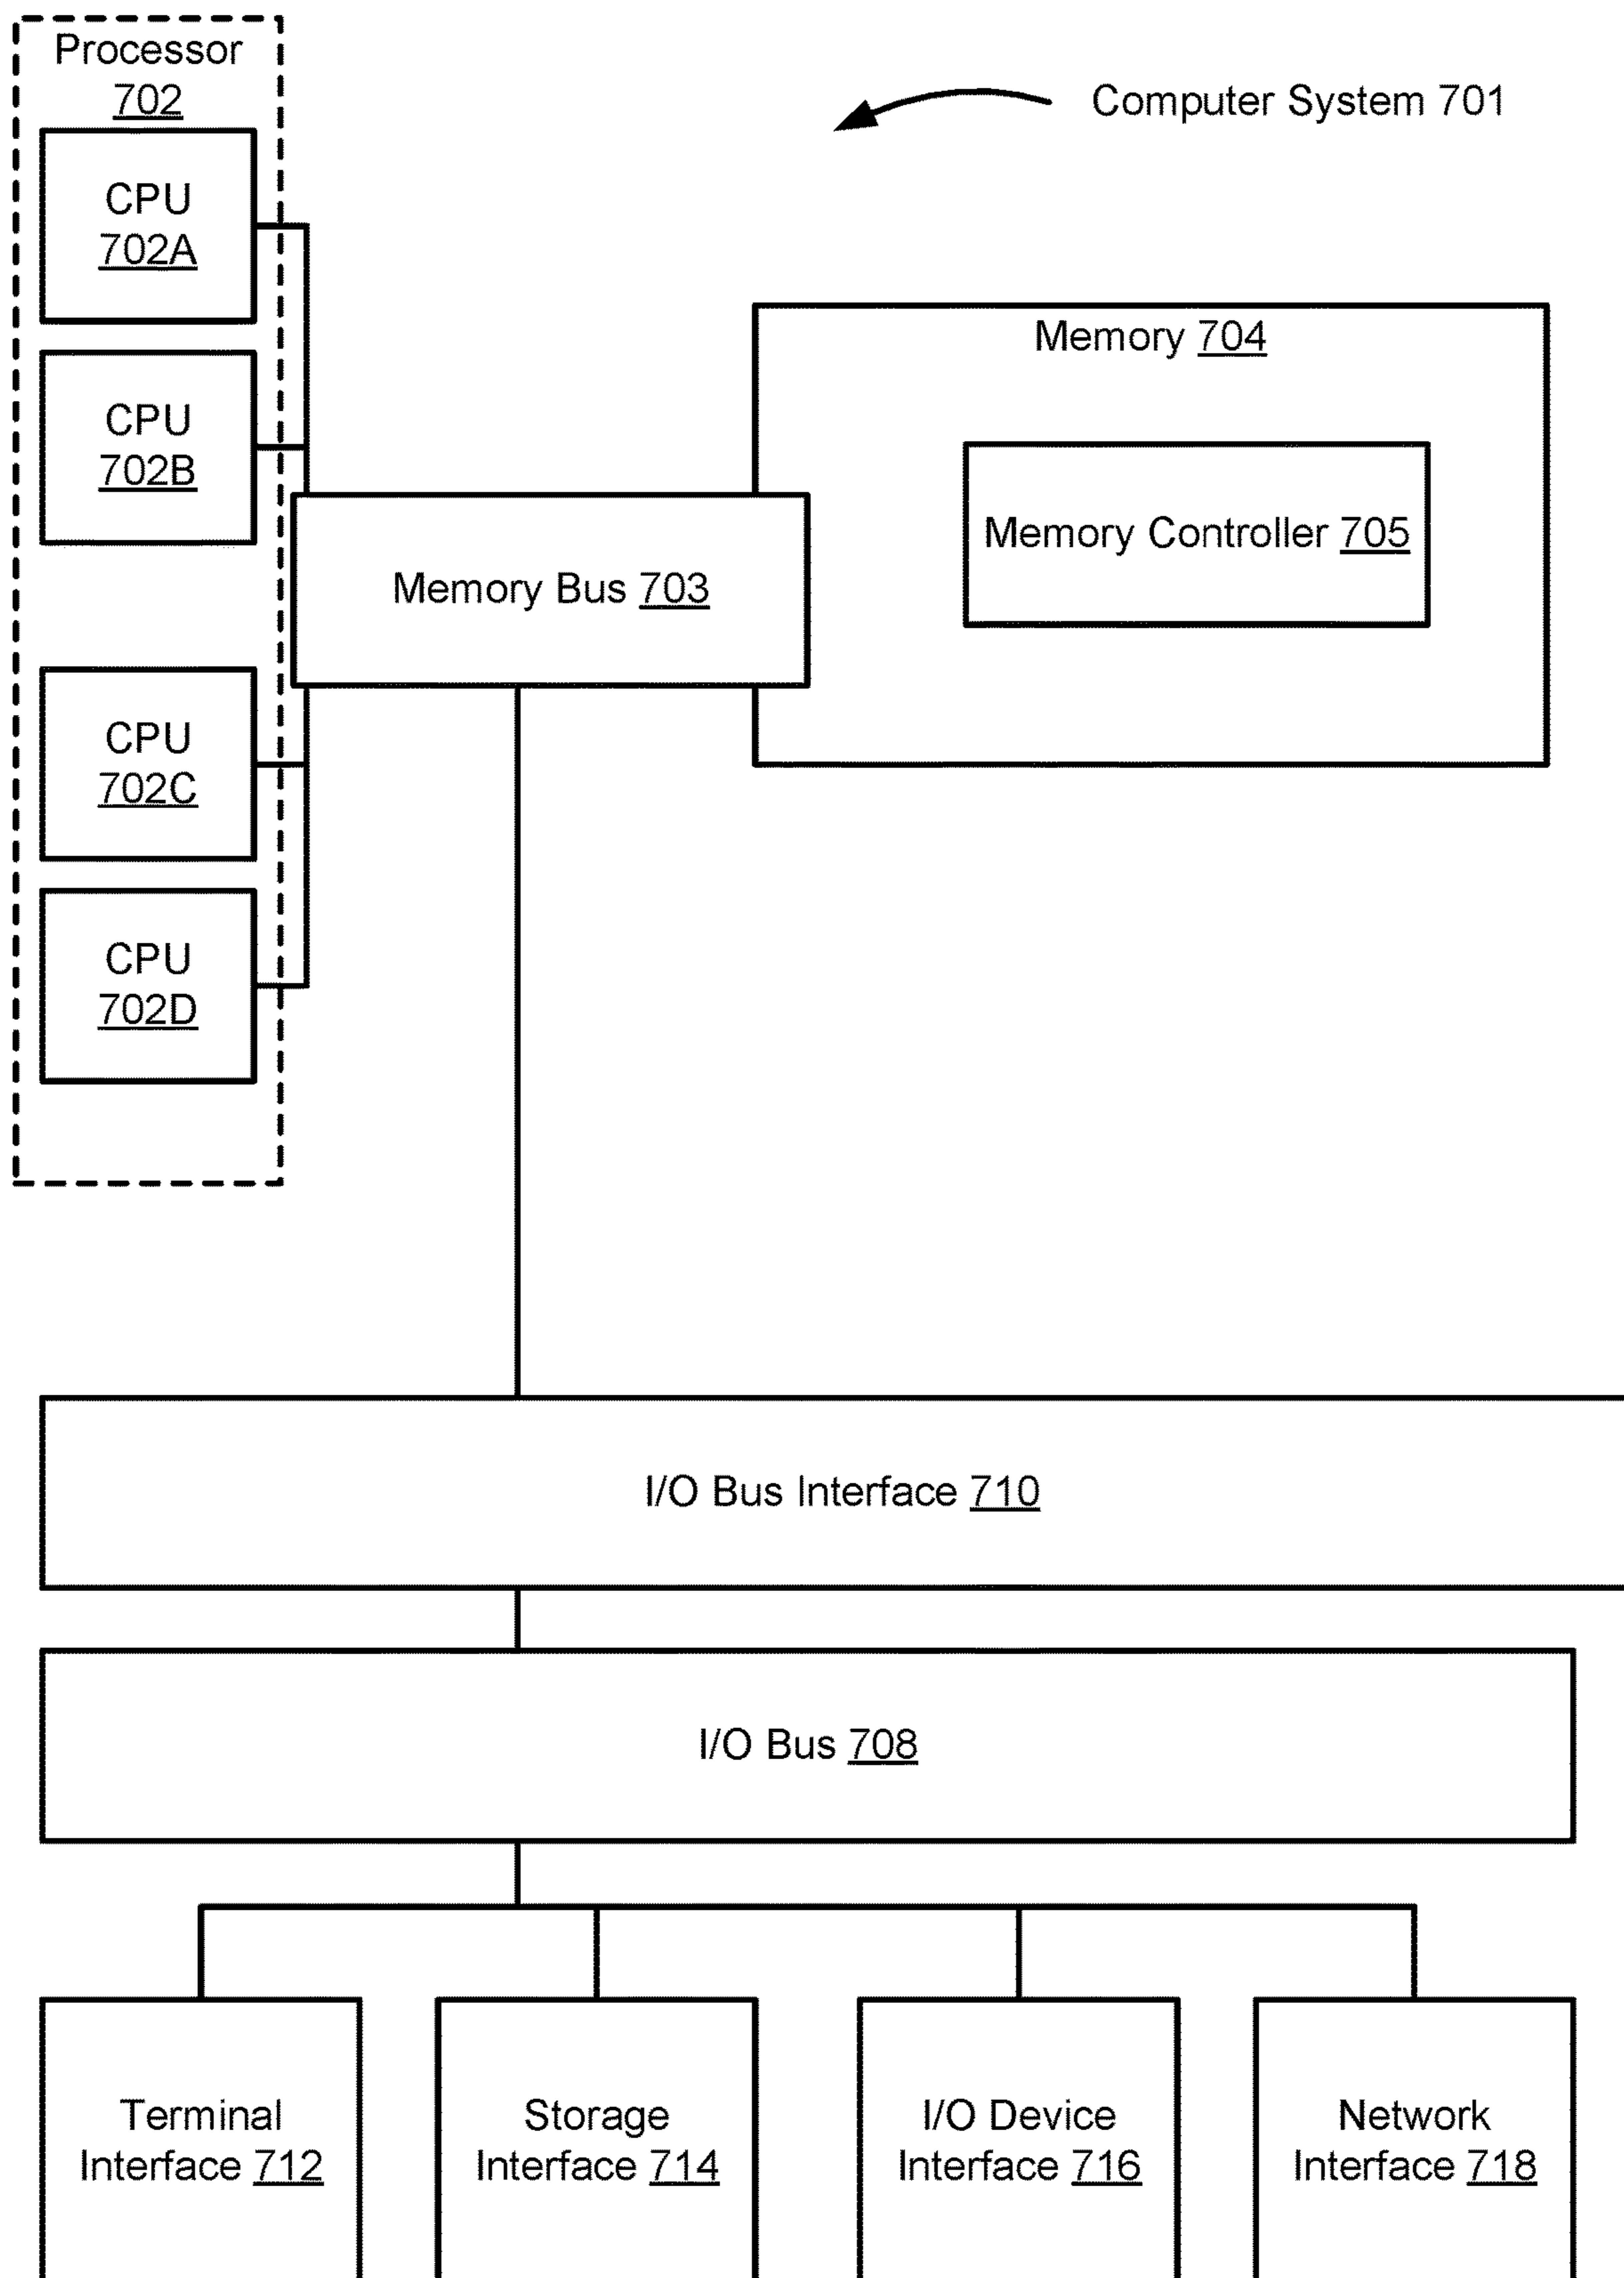 Processor
702
Computer System 701
CPU
702A
CPU
702B
Memory 704
Memory Controller 705
Memory Bus 703
CPU
702C
CPU
702D
I/O Bus Interface 710
I/O Bus 708
Terminal
Interface 712
Storage
Interface 714
I/O Device
Interface 716
Network
Interface 718